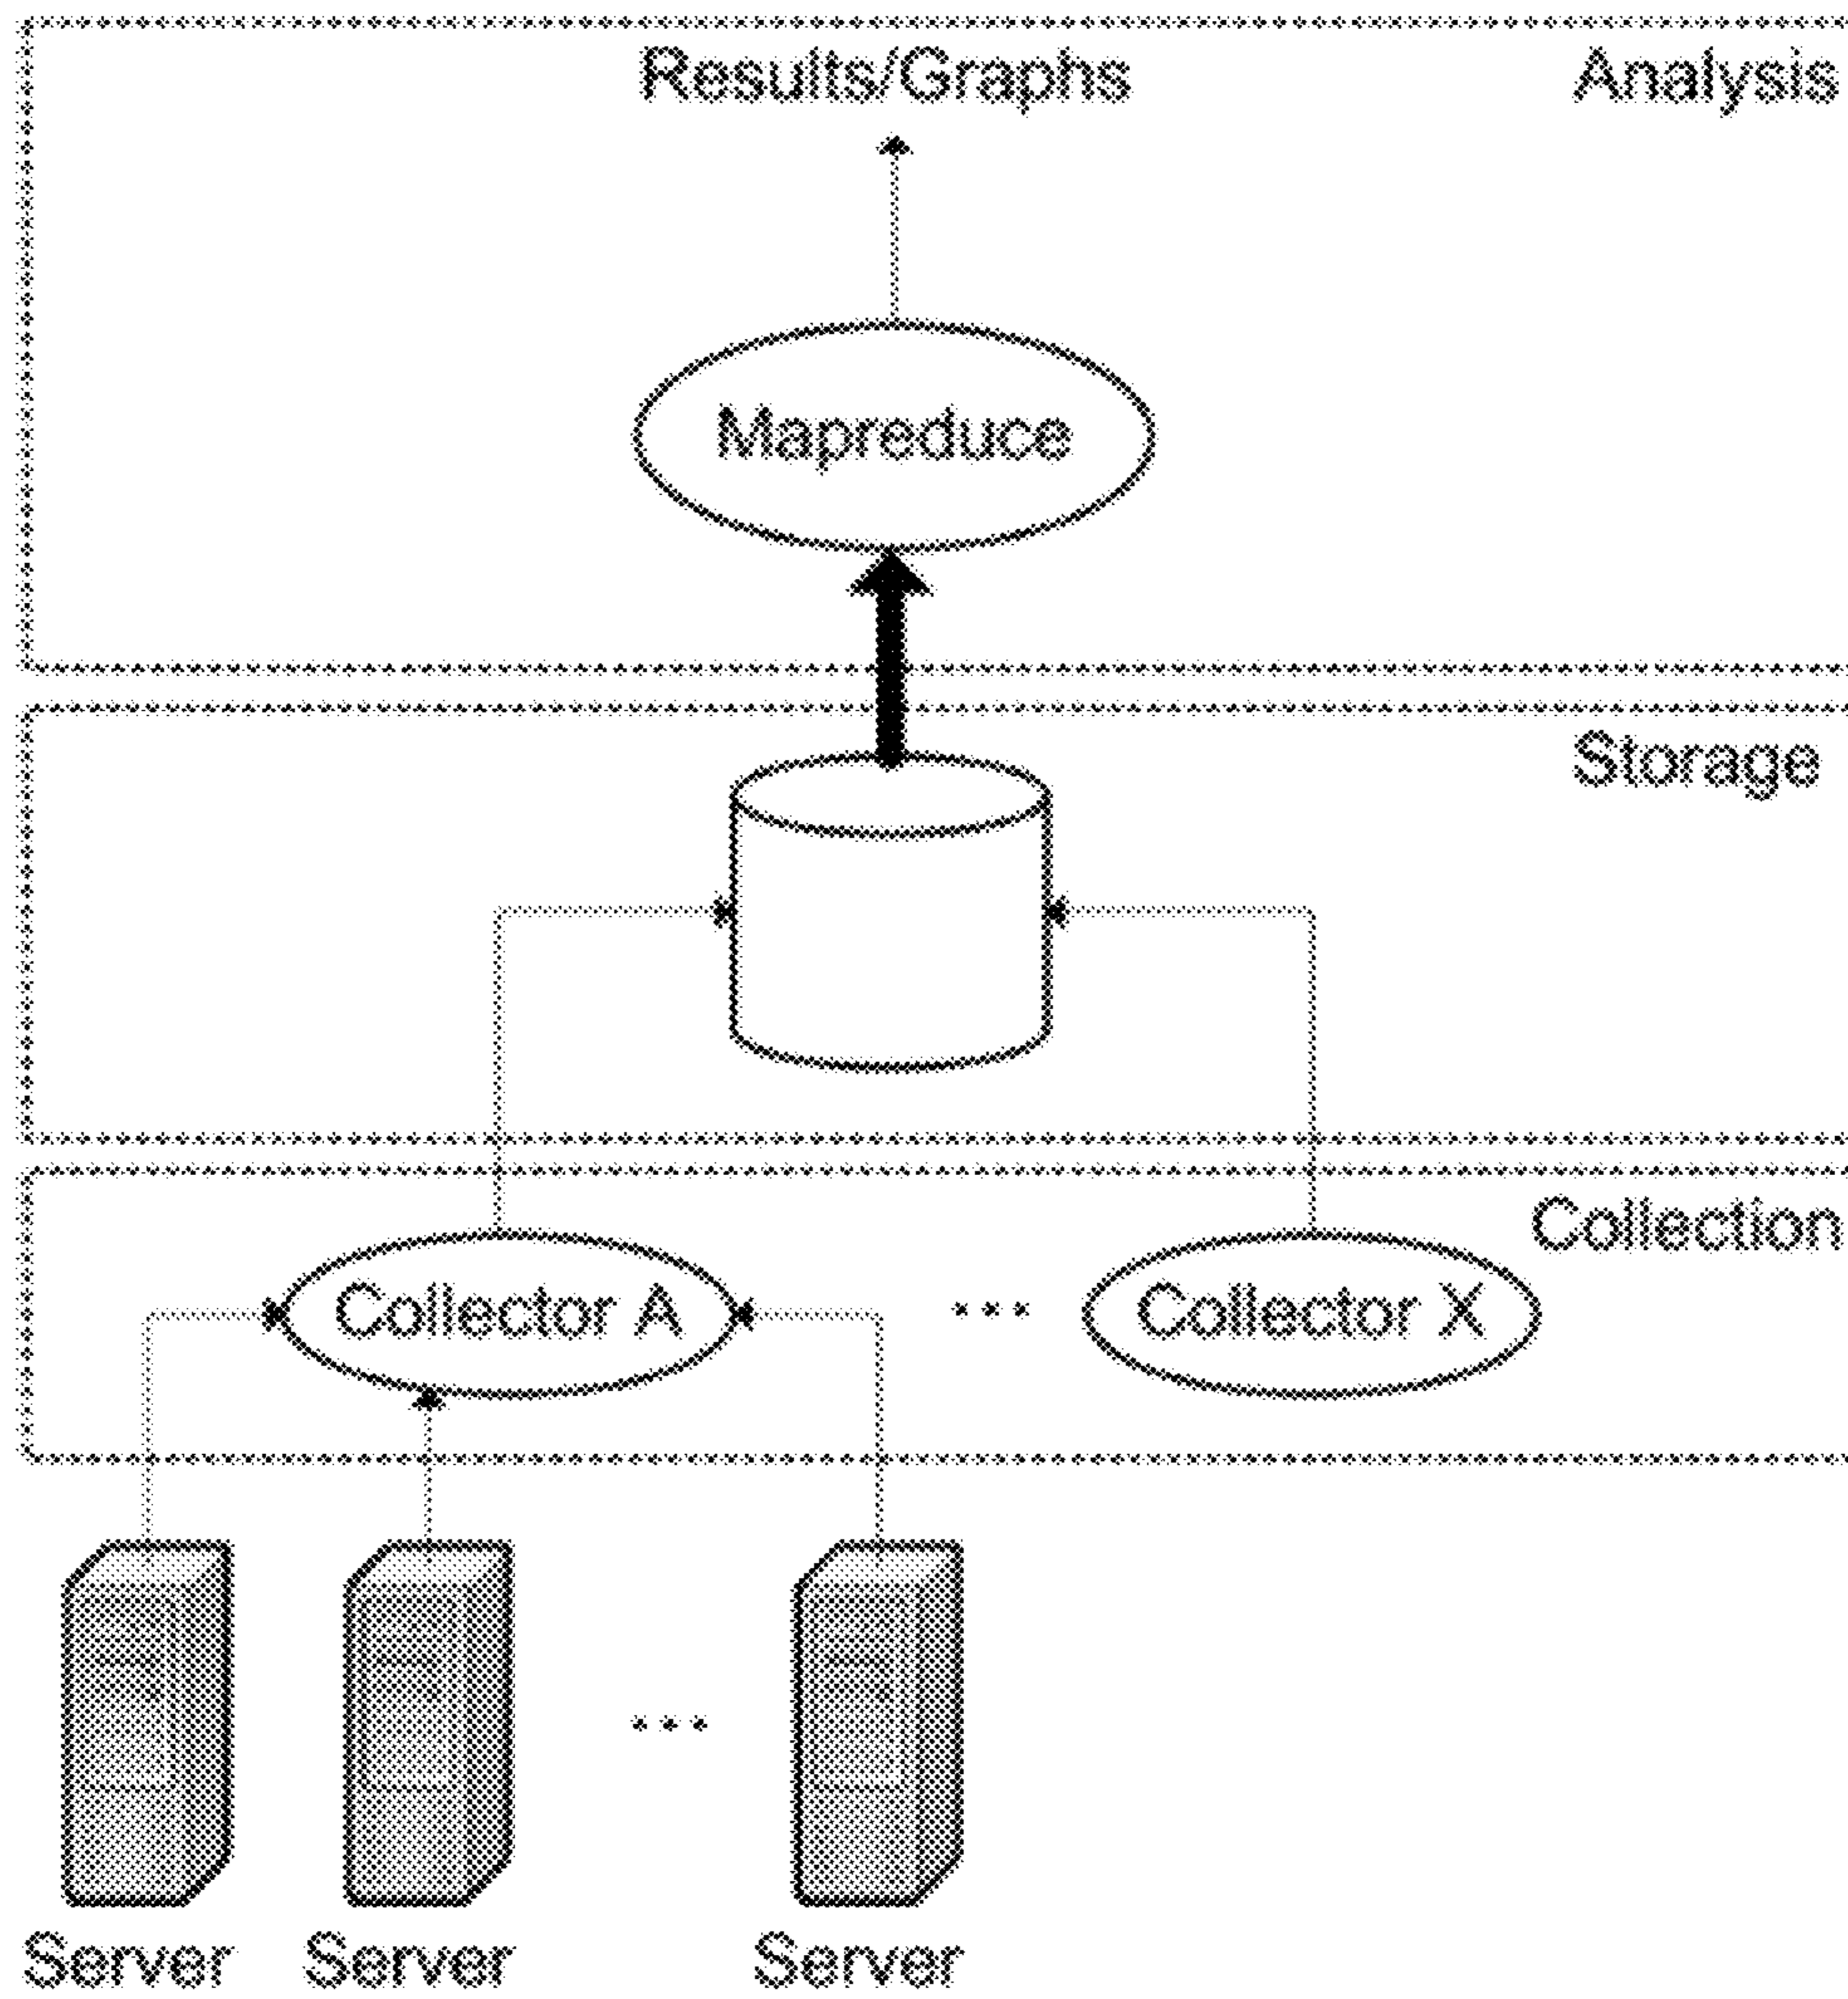 Results/Graphs
Analysis
Mapreduce
Storage
Collection
Collector A
...
Collector X
...
Server
Server
Server